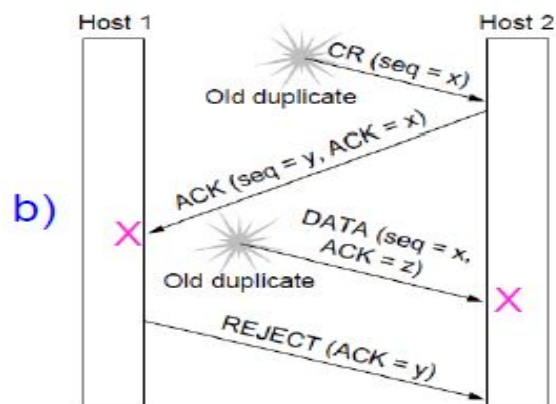 Host 1
Host 2
CR (seq = x)
Old duplicate
ACK (seq = y, ACK = x)
b)
DATA (seq = x,
ACK = z)
Old duplicate
REJECT (ACK = y)